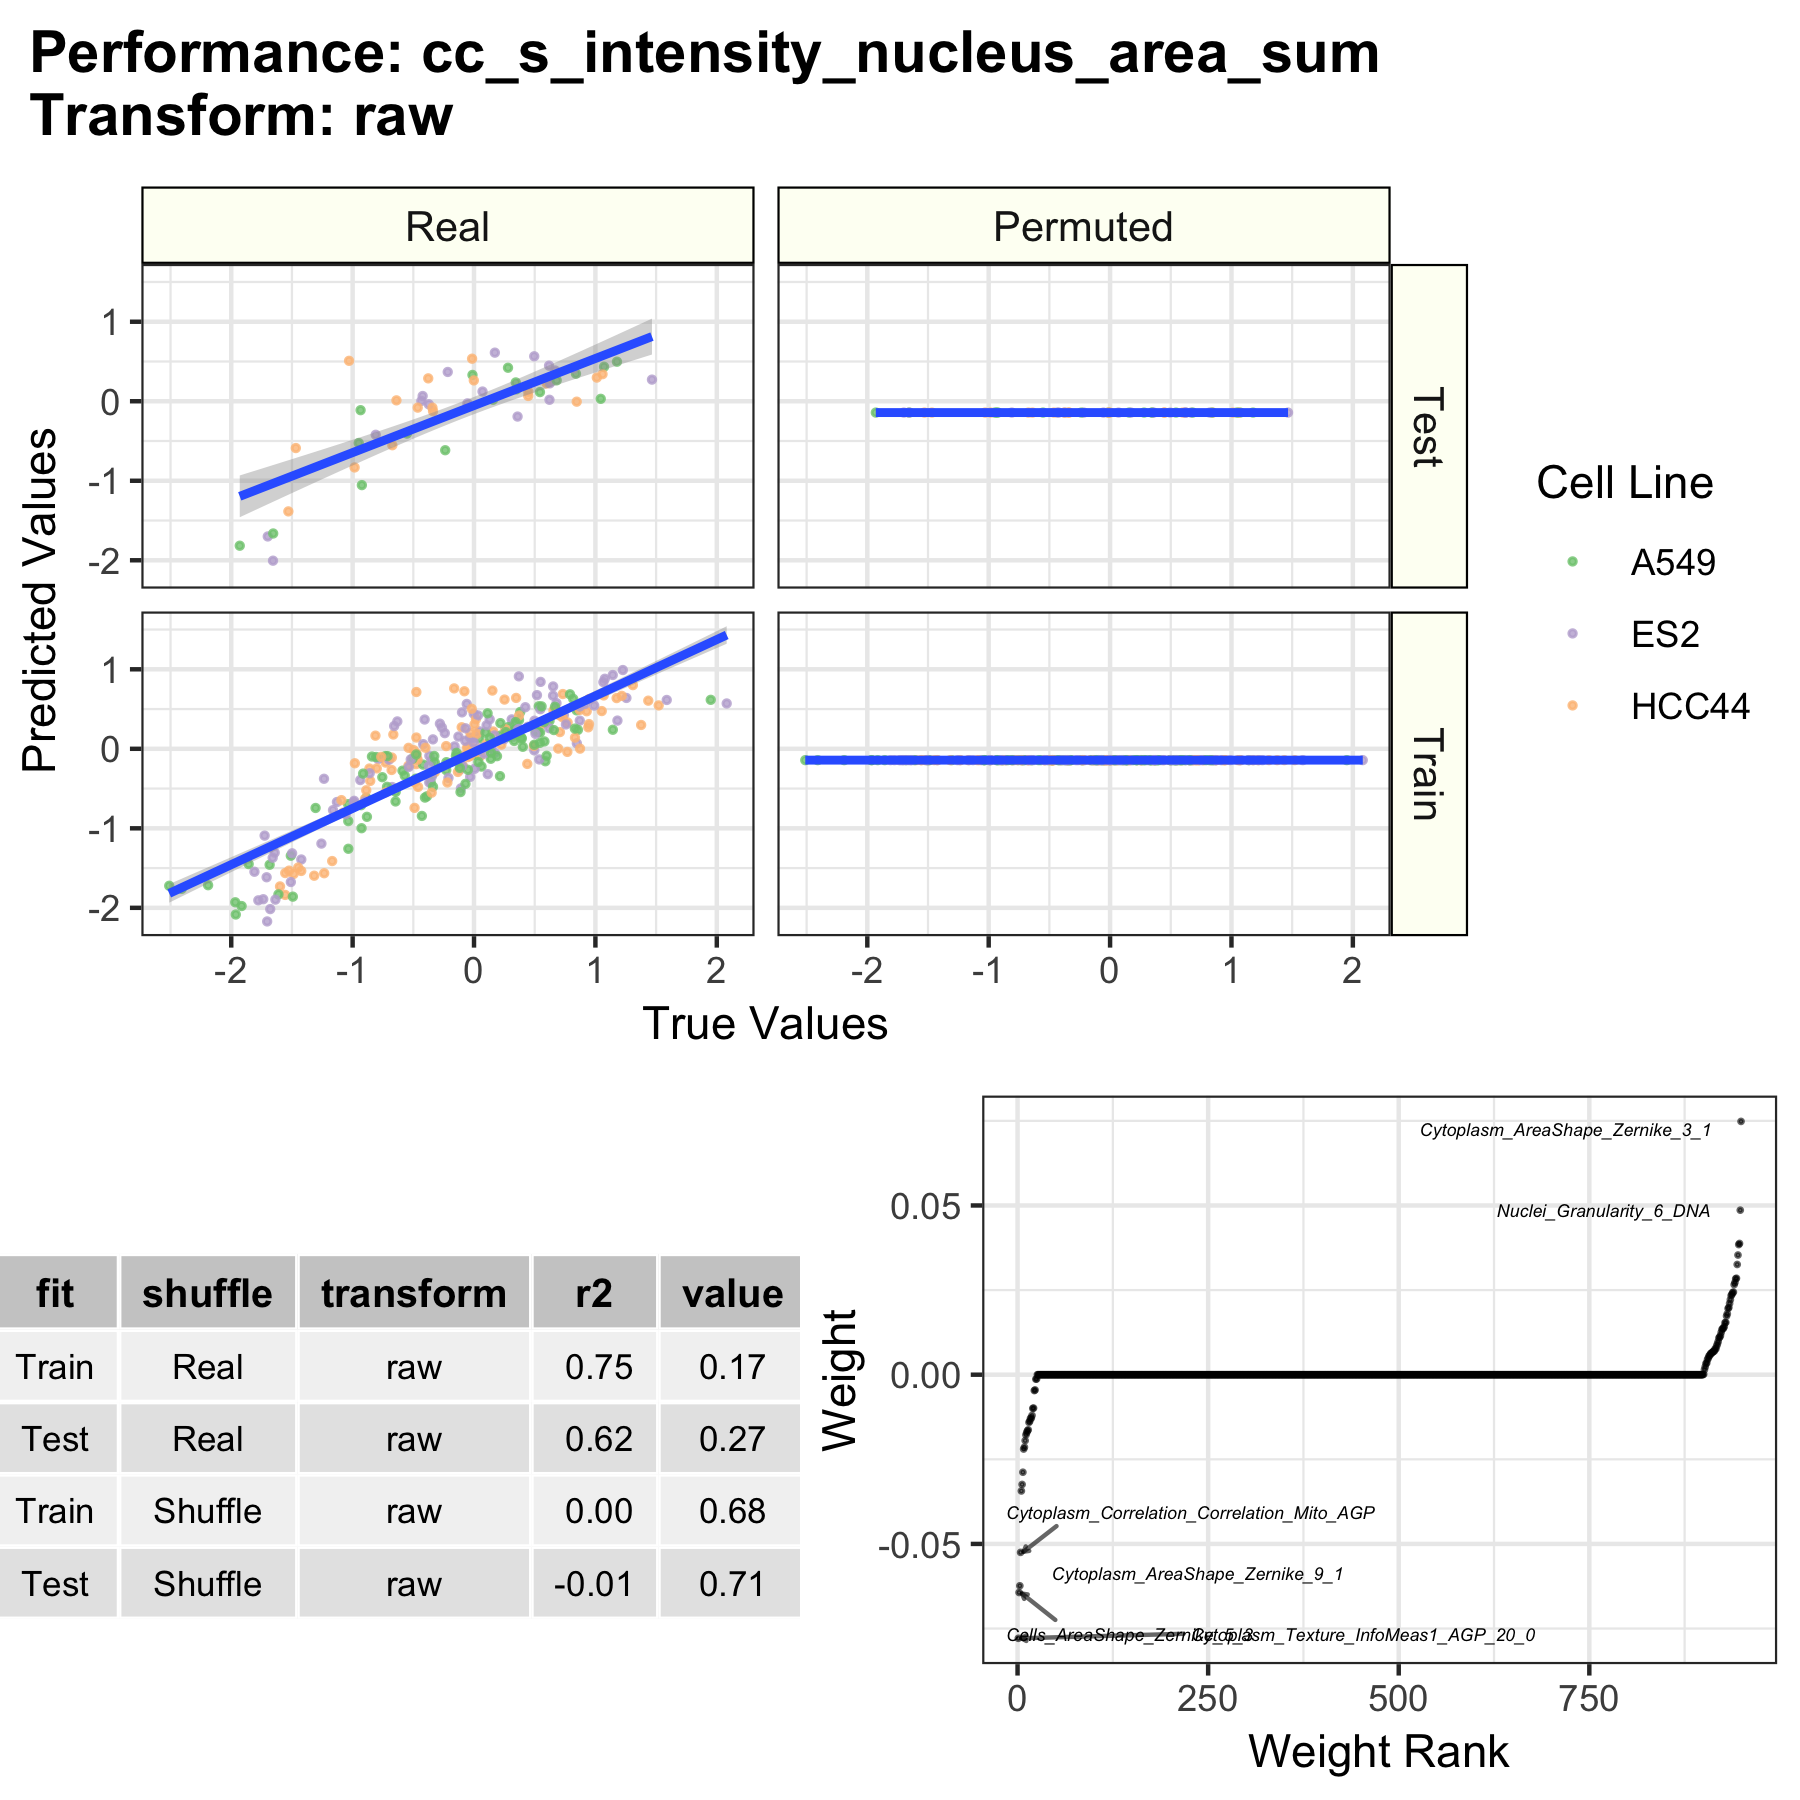 Performance: cc_s_intensity_nucleus_area_sum
Transform: raw
Real
Permuted
Predicted Values
1
0
-1
-2
Test
1
0
-1
-2
Train
-2 -1 0 1 2
-2 -1 0 1 2
True Values
Cell Line
A549
ES2
HCC44
fit shuffle transform r2 value
Train Real raw 0.75 0.17
Test Real raw 0.62 0.27
Train Shuffle raw 0.00 0.68
Test Shuffle raw -0.01 0.71
Weight
0.05
0.00
-0.05
Cytoplasm_AreaShape_Zernike_3_1
Nuclei_Granularity_6_DNA
Cytoplasm_Correlation_Correlation_Mito_AGP
Cytoplasm_AreaShape_Zernike_9_1
Cells_AreaShape_Zernike_5_3
Cytoplasm_Texture_InfoMeas1_AGP_20_0
0 250 500 750
Weight Rank